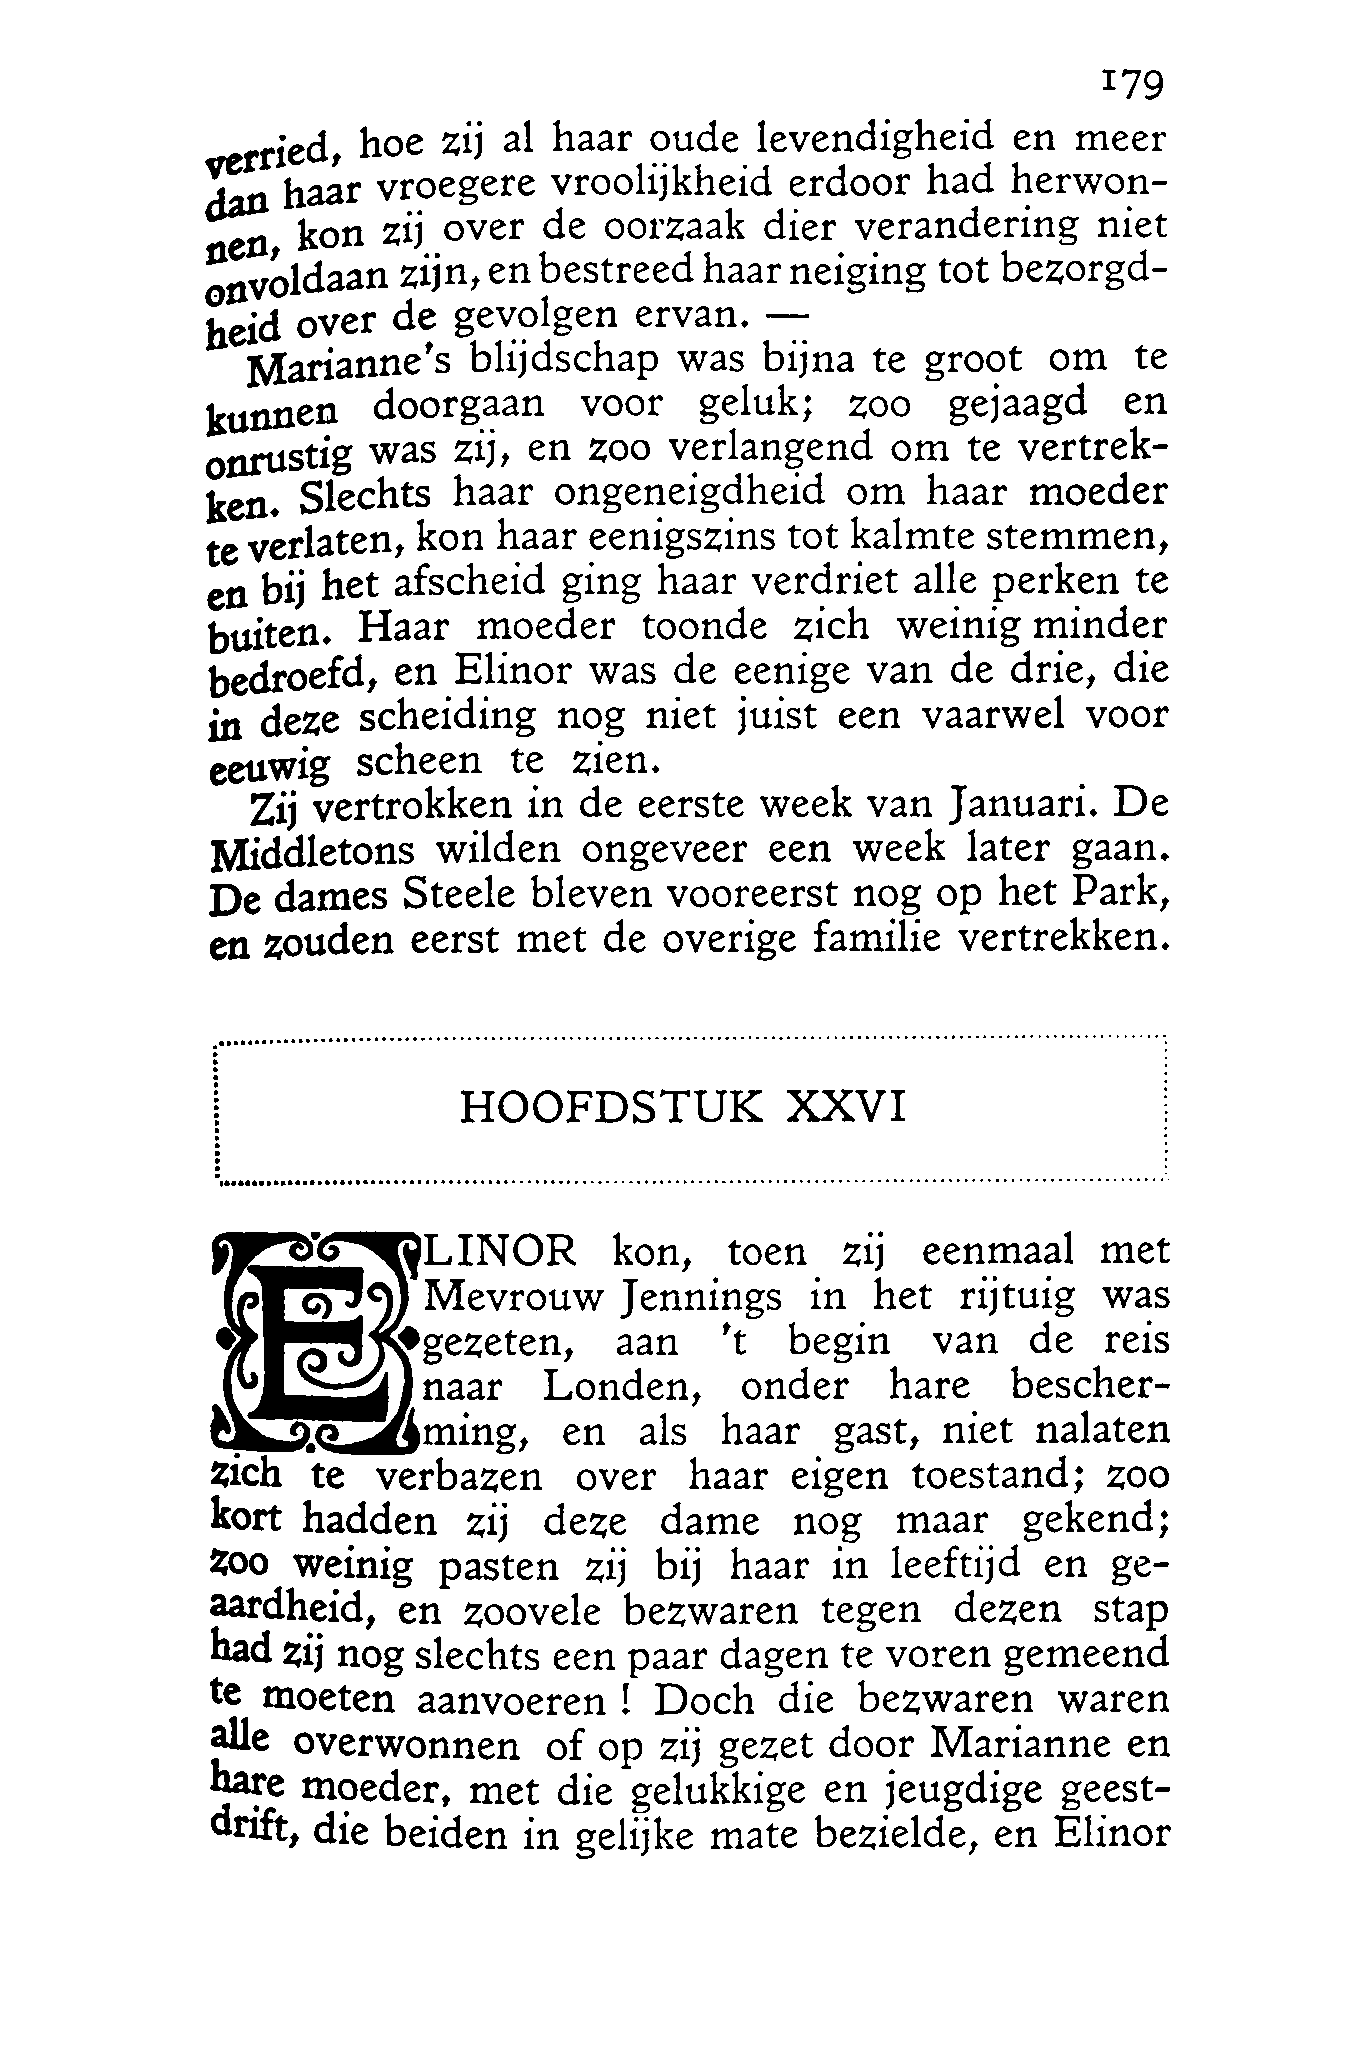 179
verried, hoe zij al haar oude levendigheid en meer
dan haar vroegere vroolijkheid erdoor had herwon-
nen, kon zij over de oorzaak dier verandering niet
onvoldaan zijn, en bestreed haar neiging tot bezorgd-
heid over de gevolgen ervan. —
Marianne's blijdschap was bijna te groot om te
kunnen doorgaan voor geluk; zoo gejaagd en
onrustig was zij, en zoo verlangend om te vertrek-
ken. Slechts haar ongeneigdheid om haar moeder
te verlaten, kon haar eenigszins tot kalmte stemmen,
en bij het afscheid ging haar verdriet alle perken te
buiten. Haar moeder toonde zich weinig minder
bedroefd, en Elinor was de eenige van de drie, die
in deze scheiding nog niet juist een vaarwel voor
eeuwig scheen te zien.
Zij vertrokken in de eerste week van Januari. De
Middletons wilden ongeveer een week later gaan.
De dames Steele bleven vooreerst nog op het Park,
en zouden eerst met de overige familie vertrekken.
HOOFDSTUK XXVI
ELINOR kon, toen zij eenmaal met
Mevrouw Jennings in het rijtuig was
gezeten, aan 't begin van de reis
naar Londen, onder hare bescher-
ming, en als haar gast, niet nalaten
zich te verbazen over haar eigen toestand; zoo
kort hadden zij deze dame nog maar gekend;
zoo weinig pasten zij bij haar in leeftijd en ge-
aardheid, en zoovele bezwaren tegen dezen stap
had zij nog slechts een paar dagen te voren gemeend
te moeten aanvoeren! Doch die bezwaren waren
alle overwonnen of op zij gezet door Marianne en
hare moeder, met die gelukkige en jeugdige geest-
drift, die beiden in gelijke mate bezielde, en Elinor